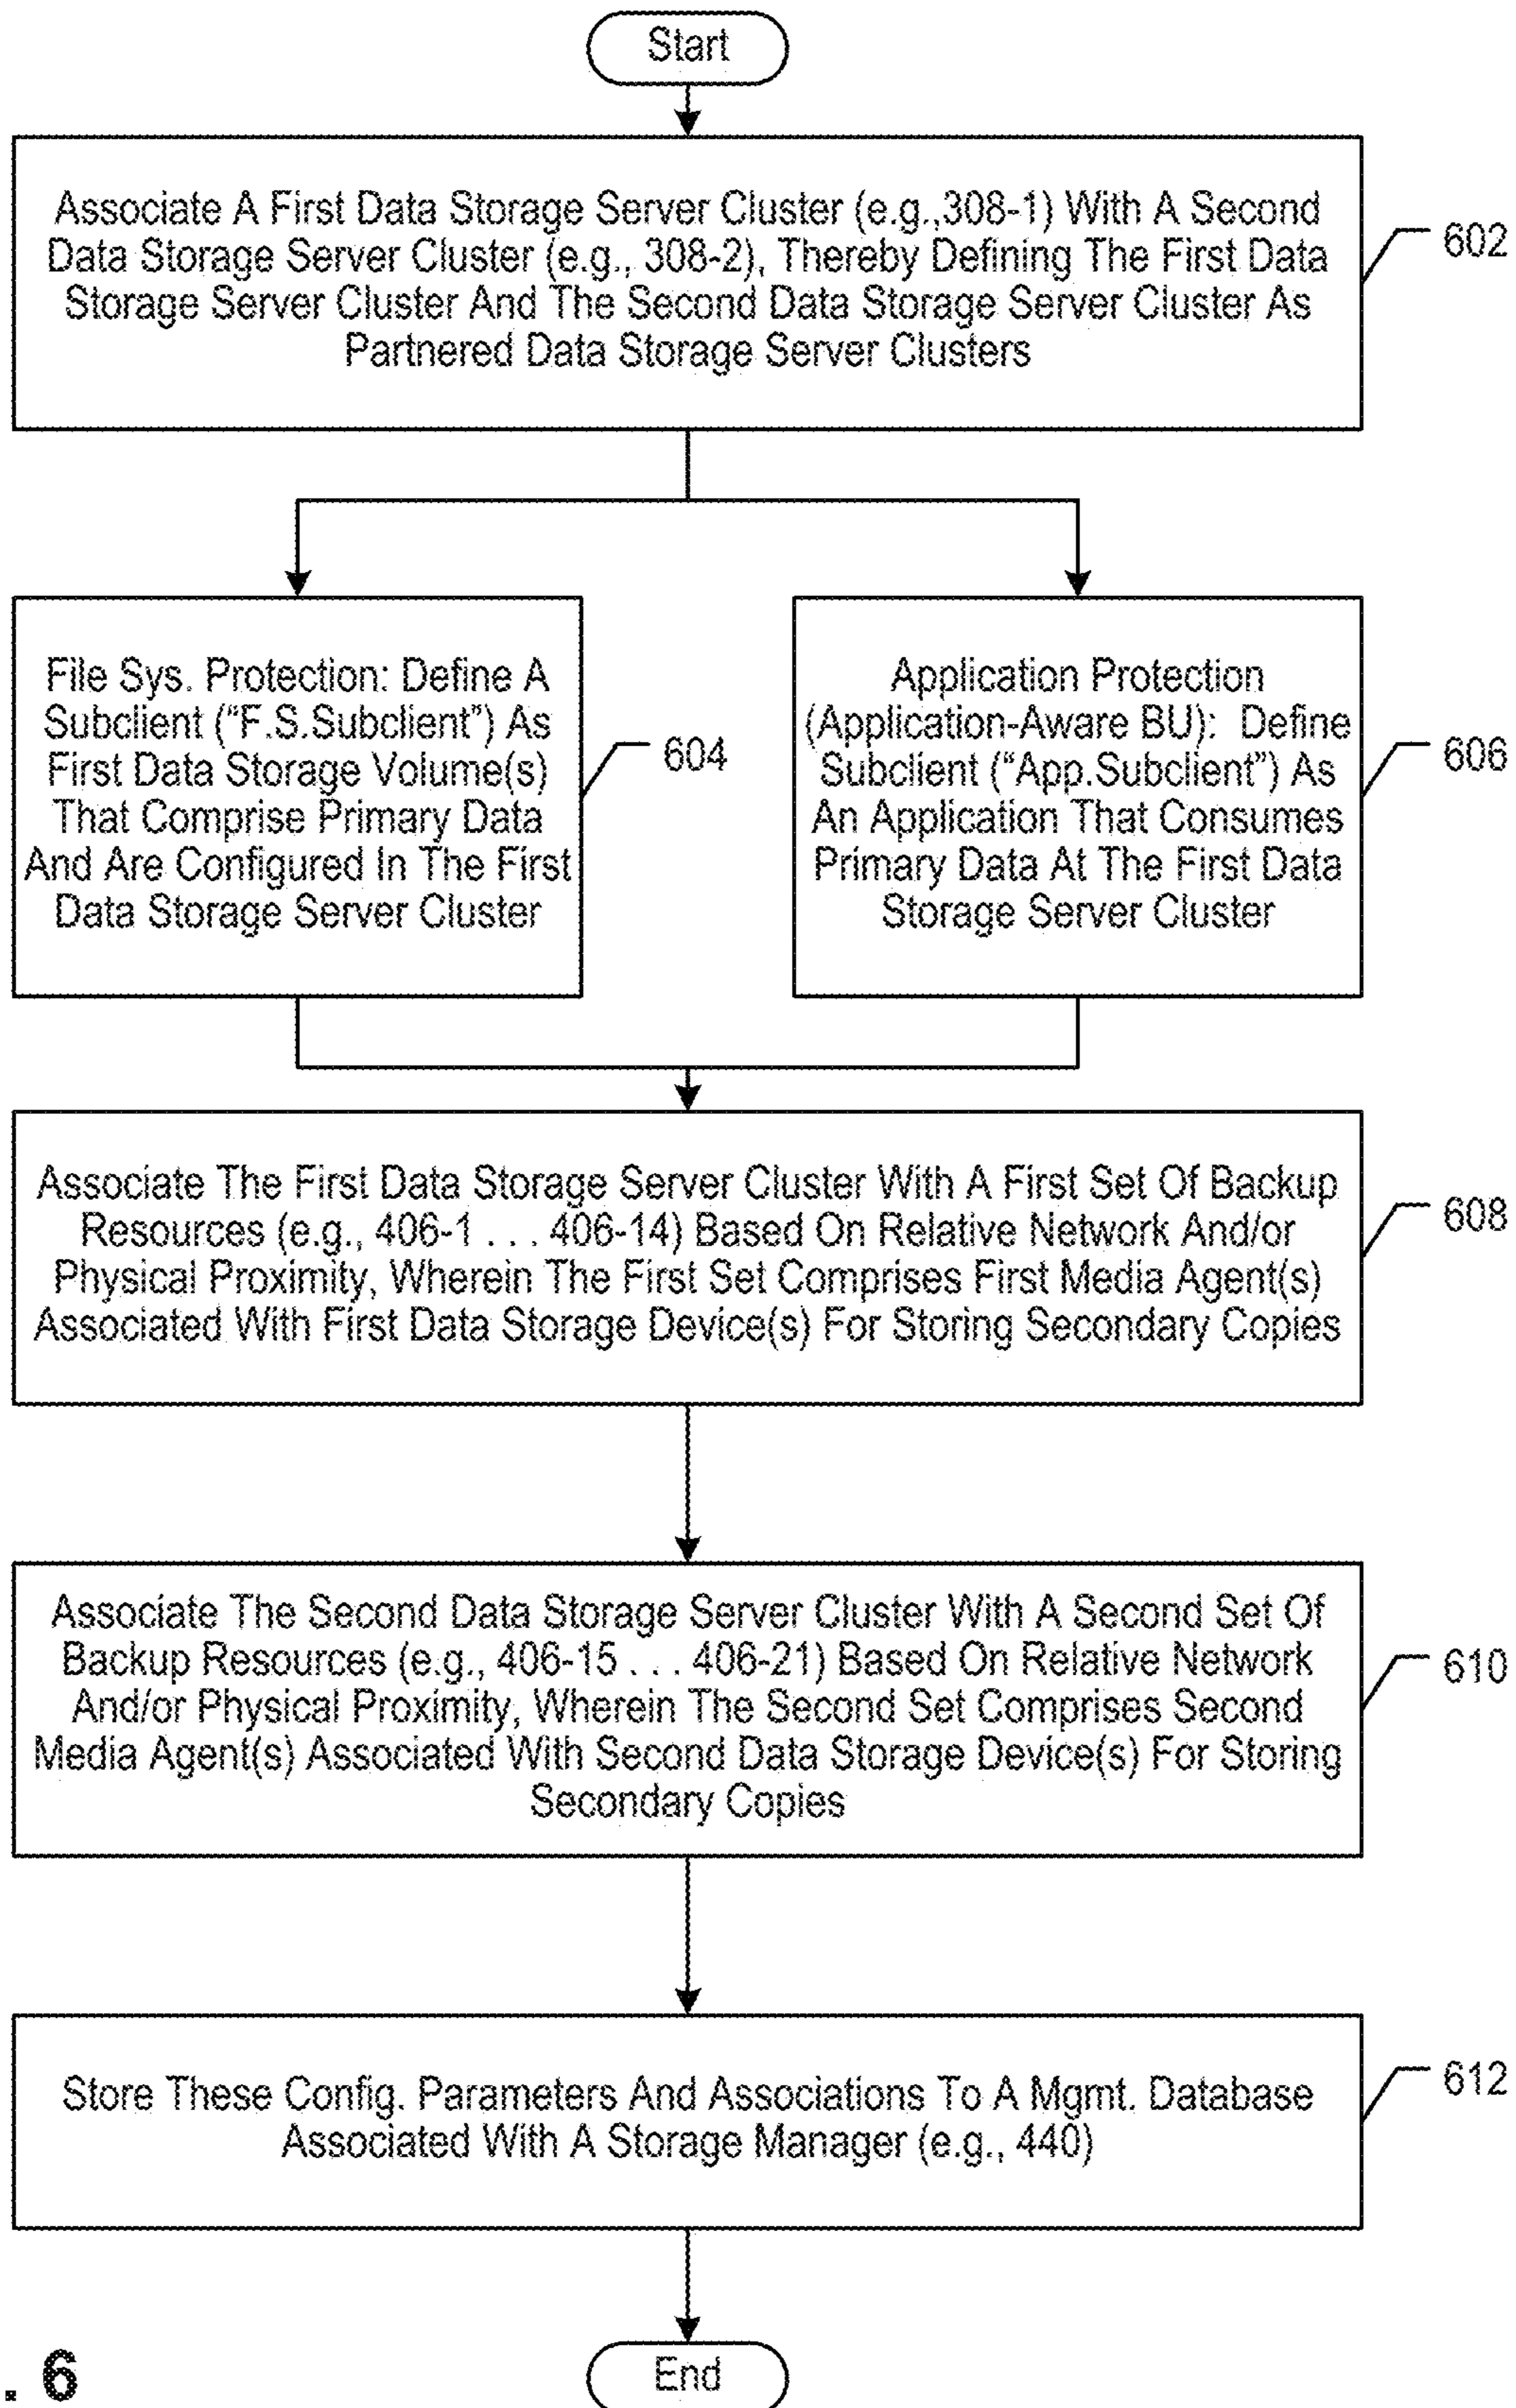 Start
Associate A First Data Storage Server Cluster (e.g.,308-1) With A Second
Data Storage Server Cluster (e.g., 308-2), Thereby Defining The First Data
Storage Server Cluster And The Second Data Storage Server Cluster As
Partnered Data Storage Server Clusters
602
File Sys. Protection: Define A
Subclient (“F.S.Subclient”) As
First Data Storage Volume(s)
That Comprise Primary Data
And Are Configured In The First
Data Storage Server Cluster
604
Application Protection
(Application-Aware BU): Define
Subclient (“App.Subclient”) As
An Application That Consumes
Primary Data At The First Data
Storage Server Cluster
606
Associate The First Data Storage Server Cluster With A First Set Of Backup
Resources (e.g., 406-1 . . . 406-14) Based On Relative Network And/or
Physical Proximity, Wherein The First Set Comprises First Media Agent(s)
Associated With First Data Storage Device(s) For Storing Secondary Copies
608
Associate The Second Data Storage Server Cluster With A Second Set Of
Backup Resources (e.g., 406-15 . . . 406-21) Based On Relative Network
And/or Physical Proximity, Wherein The Second Set Comprises Second
Media Agent(s) Associated With Second Data Storage Device(s) For Storing
Secondary Copies
610
Store These Config. Parameters And Associations To A Mgmt. Database
Associated With A Storage Manager (e.g., 440)
612
End
. 6